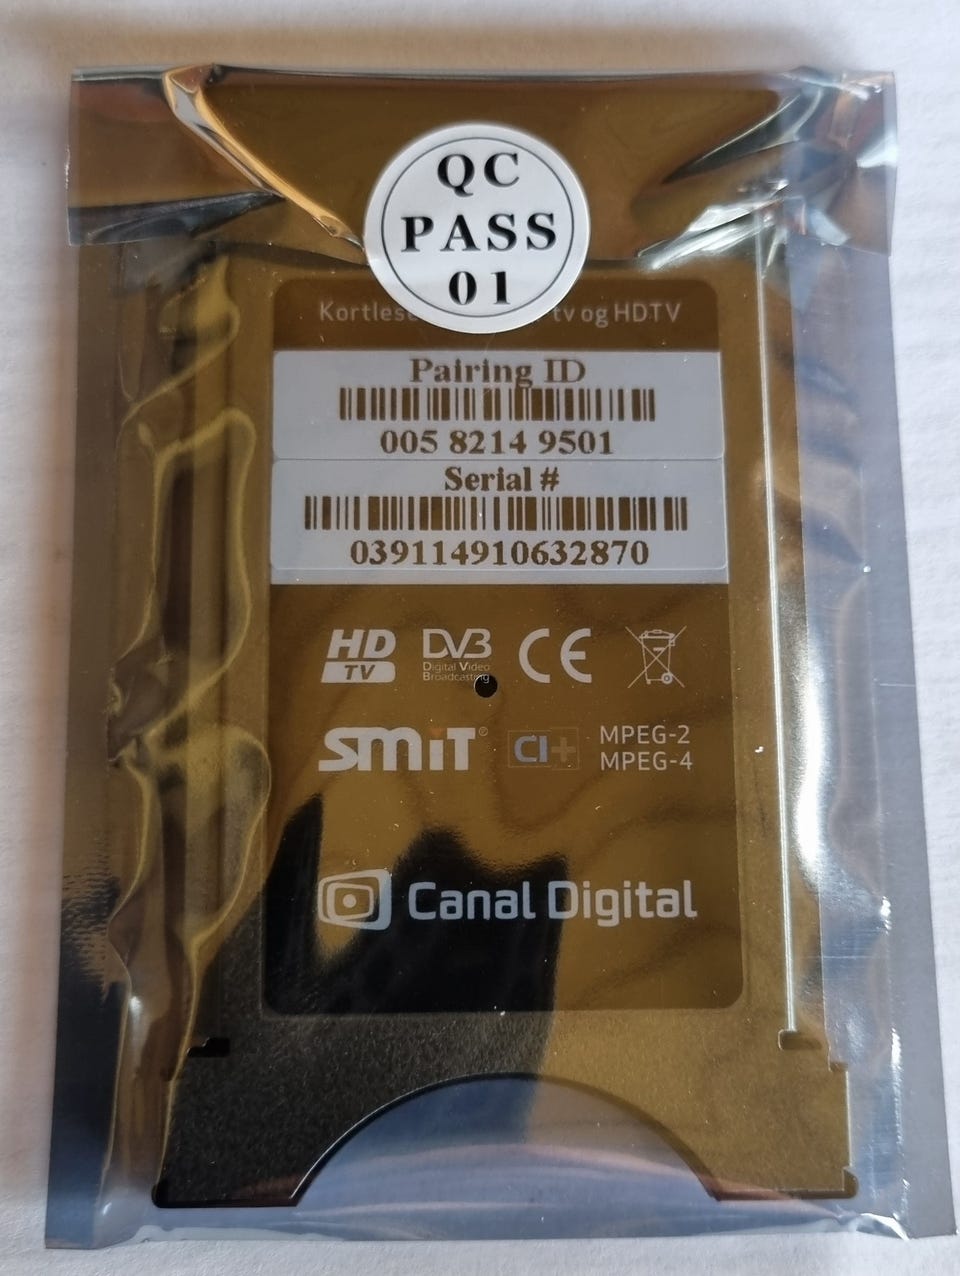 QC
PASS
01
tv og HDTV
Pairing ID
005 8214 9501
Serial #
039114910632870
HD
TV
DVB
Digital Video
Broadcasting
CE
SMiT®
CI+
MPEG-2
MPEG-4
Canal Digital